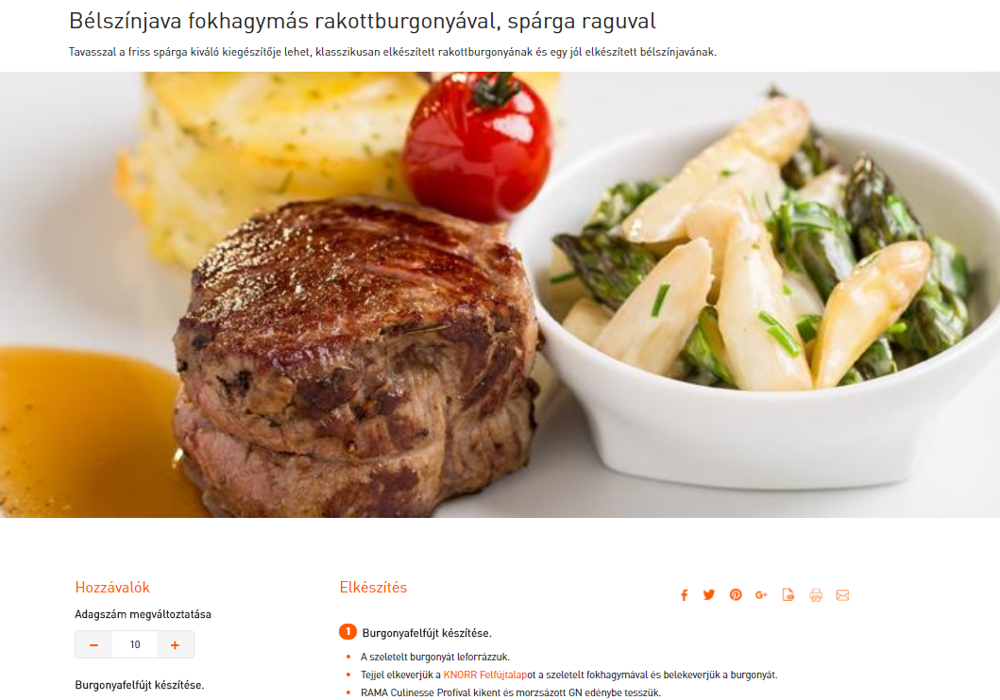 Bélszínjava fokhagymás rakottburgonyával, spárga raguval
Tavasszal a friss spárga kiváló kiegészítője lehet, klasszikusan elkészített rakottburgonyának és egy jól elkészített bélszínjavának.
Hozzávalók
Elkészítés
Adagszám megváltoztatása
− 10 +
Burgonyafelfújt készítése.
1 Burgonyafelfújt készítése.
• A szeletelt burgonyát leforrázzuk.
• Tejjel elkeverjük a KNORR Felfújtalapot a szeletelt fokhagymával és belekeverjük a burgonyát.
• RAMA Culinesse Profival kikent és morzsázott GN edénybe tesszük.